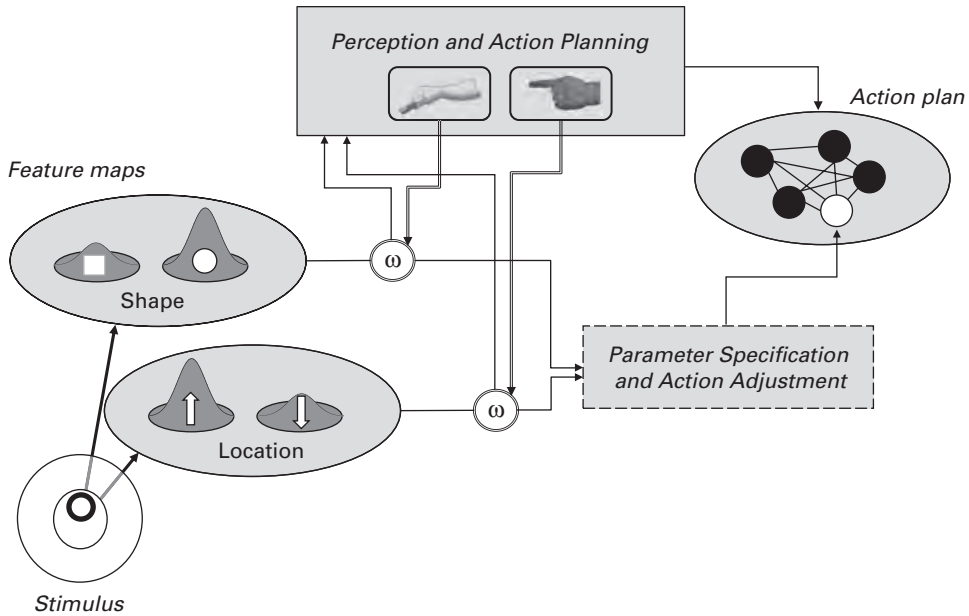 Perception and Action Planning
Action plan
Feature maps
ω
Shape
Parameter Specification
and Action Adjustment
ω
Location
Stimulus